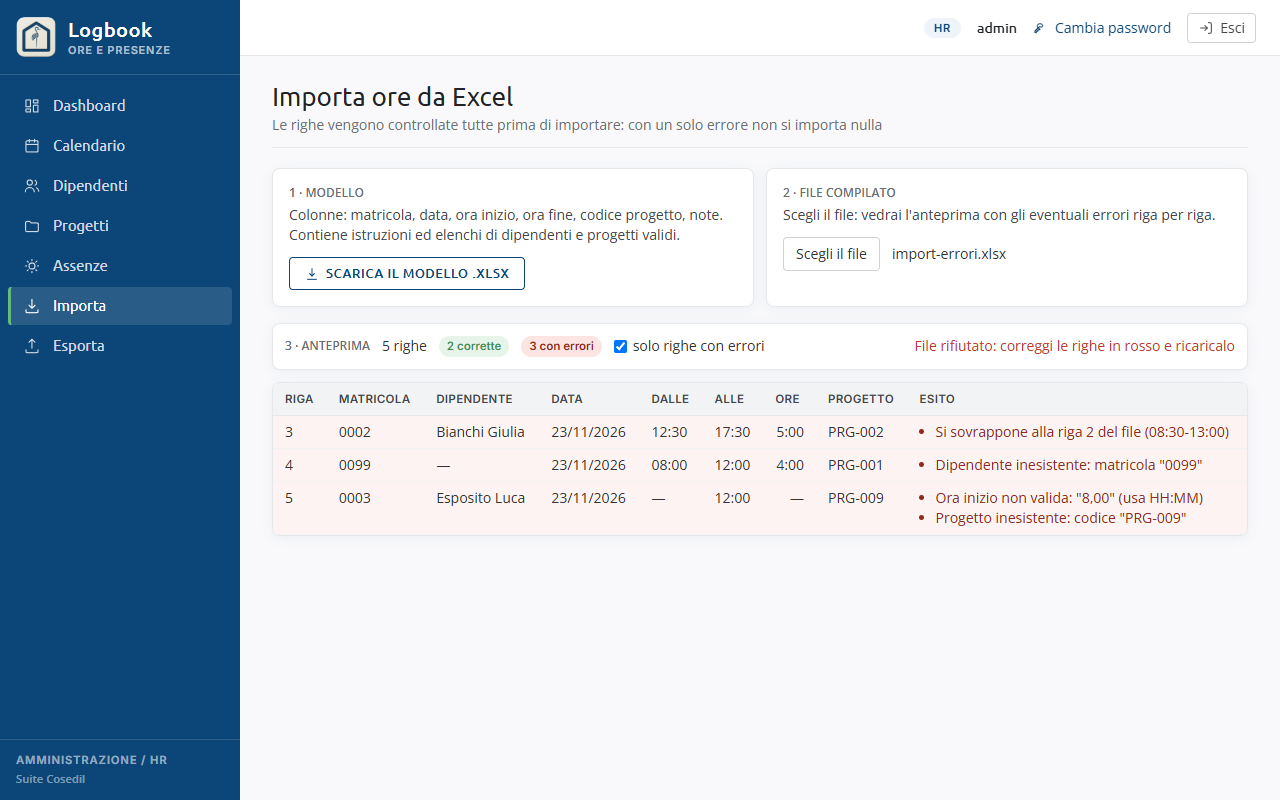 Logbook
ORE E PRESENZE
HR
admin
Cambia password
Esci
Dashboard
Calendario
Dipendenti
Progetti
Assenze
Importa
Esporta
AMMINISTRAZIONE / HR
Suite Cosedil
Importa ore da Excel
Le righe vengono controllate tutte prima di importare: con un solo errore non si importa nulla
1 · MODELLO
Colonne: matricola, data, ora inizio, ora fine, codice progetto, note.
Contiene istruzioni ed elenchi di dipendenti e progetti validi.
SCARICA IL MODELLO .XLSX
2 · FILE COMPILATO
Scegli il file: vedrai l'anteprima con gli eventuali errori riga per riga.
Scegli il file import-errori.xlsx
3 · ANTEPRIMA 5 righe 2 corrette 3 con errori solo righe con errori File rifiutato: correggi le righe in rosso e ricaricalo
RIGA MATRICOLA DIPENDENTE DATA DALLE ALLE ORE PROGETTO ESITO
3 0002 Bianchi Giulia 23/11/2026 12:30 17:30 5:00 PRG-002 • Si sovrappone alla riga 2 del file (08:30-13:00)
4 0099 — 23/11/2026 08:00 12:00 4:00 PRG-001 • Dipendente inesistente: matricola "0099"
5 0003 Esposito Luca 23/11/2026 — 12:00 — PRG-009 • Ora inizio non valida: "8,00" (usa HH:MM)
• Progetto inesistente: codice "PRG-009"